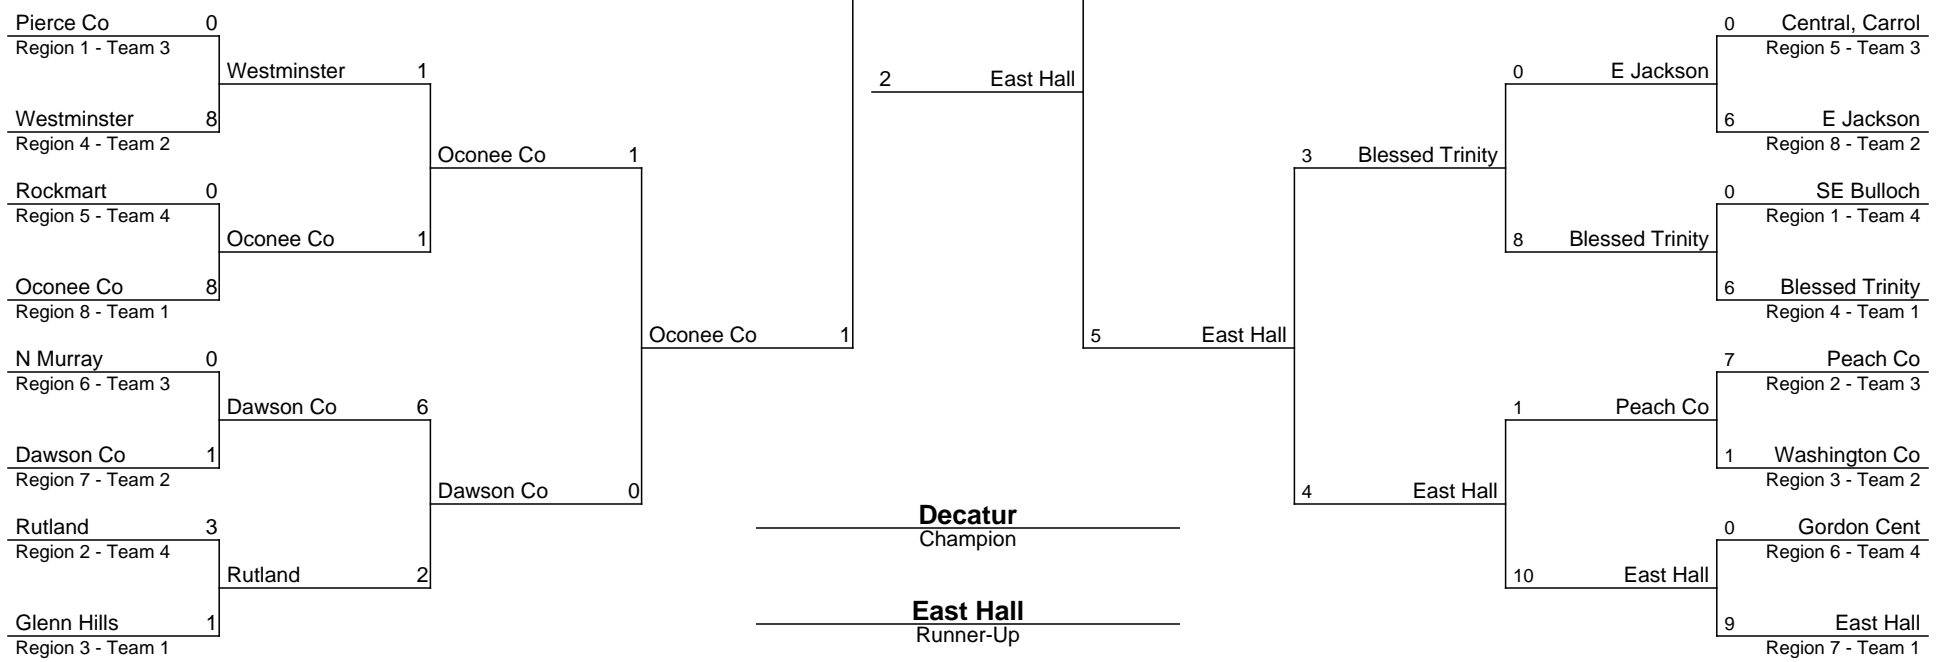 Pierce Co 0
Region 1 - Team 3
Westminster 1
Westminster 8
Region 4 - Team 2
Oconee Co 1
Rockmart 0
Region 5 - Team 4
Oconee Co 1
Oconee Co 8
Region 8 - Team 1
Oconee Co 1
N Murray 0
Region 6 - Team 3
Dawson Co 6
Dawson Co 1
Region 7 - Team 2
Dawson Co 0
Rutland 3
Region 2 - Team 4
Rutland 2
Glenn Hills 1
Region 3 - Team 1
2 East Hall
Decatur
Champion
East Hall
Runner-Up
0 Central, Carrol
Region 5 - Team 3
0 E Jackson
6 E Jackson
Region 8 - Team 2
3 Blessed Trinity
0 SE Bulloch
Region 1 - Team 4
8 Blessed Trinity
6 Blessed Trinity
Region 4 - Team 1
5 East Hall
7 Peach Co
Region 2 - Team 3
1 Peach Co
1 Washington Co
Region 3 - Team 2
4 East Hall
0 Gordon Cent
Region 6 - Team 4
10 East Hall
9 East Hall
Region 7 - Team 1